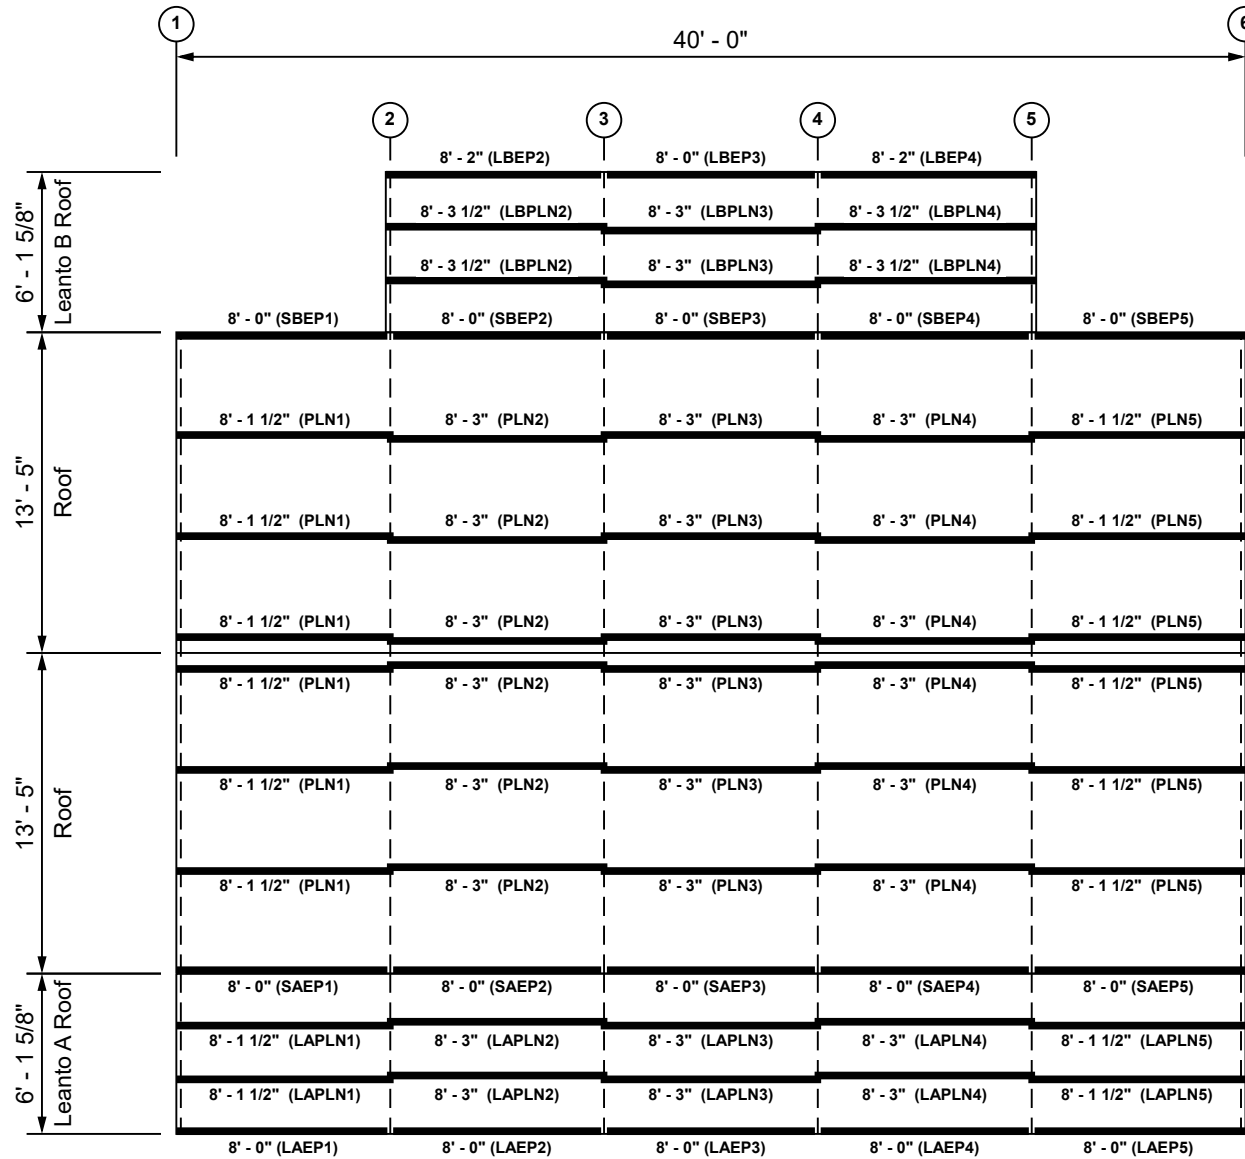 1 6
40' - 0"
2 3 4 5
8' - 2" (LBEP2) 8' - 0" (LBEP3) 8' - 2" (LBEP4)
8' - 3 1/2" (LBPLN2) 8' - 3" (LBPLN3) 8' - 3 1/2" (LBPLN4)
8' - 3 1/2" (LBPLN2) 8' - 3" (LBPLN3) 8' - 3 1/2" (LBPLN4)
6' - 1 5/8"
Leanto B Roof
8' - 0" (SBEP1) 8' - 0" (SBEP2) 8' - 0" (SBEP3) 8' - 0" (SBEP4) 8' - 0" (SBEP5)
8' - 1 1/2" (PLN1) 8' - 3" (PLN2) 8' - 3" (PLN3) 8' - 3" (PLN4) 8' - 1 1/2" (PLN5)
13' - 5"
Roof
8' - 1 1/2" (PLN1) 8' - 3" (PLN2) 8' - 3" (PLN3) 8' - 3" (PLN4) 8' - 1 1/2" (PLN5)
8' - 1 1/2" (PLN1) 8' - 3" (PLN2) 8' - 3" (PLN3) 8' - 3" (PLN4) 8' - 1 1/2" (PLN5)
8' - 1 1/2" (PLN1) 8' - 3" (PLN2) 8' - 3" (PLN3) 8' - 3" (PLN4) 8' - 1 1/2" (PLN5)
8' - 1 1/2" (PLN1) 8' - 3" (PLN2) 8' - 3" (PLN3) 8' - 3" (PLN4) 8' - 1 1/2" (PLN5)
13' - 5"
Roof
8' - 1 1/2" (PLN1) 8' - 3" (PLN2) 8' - 3" (PLN3) 8' - 3" (PLN4) 8' - 1 1/2" (PLN5)
8' - 0" (SAEP1) 8' - 0" (SAEP2) 8' - 0" (SAEP3) 8' - 0" (SAEP4) 8' - 0" (SAEP5)
6' - 1 5/8"
Leanto A Roof
8' - 1 1/2" (LAPLN1) 8' - 3" (LAPLN2) 8' - 3" (LAPLN3) 8' - 3" (LAPLN4) 8' - 1 1/2" (LAPLN5)
8' - 1 1/2" (LAPLN1) 8' - 3" (LAPLN2) 8' - 3" (LAPLN3) 8' - 3" (LAPLN4) 8' - 1 1/2" (LAPLN5)
8' - 0" (LAEP1) 8' - 0" (LAEP2) 8' - 0" (LAEP3) 8' - 0" (LAEP4) 8' - 0" (LAEP5)